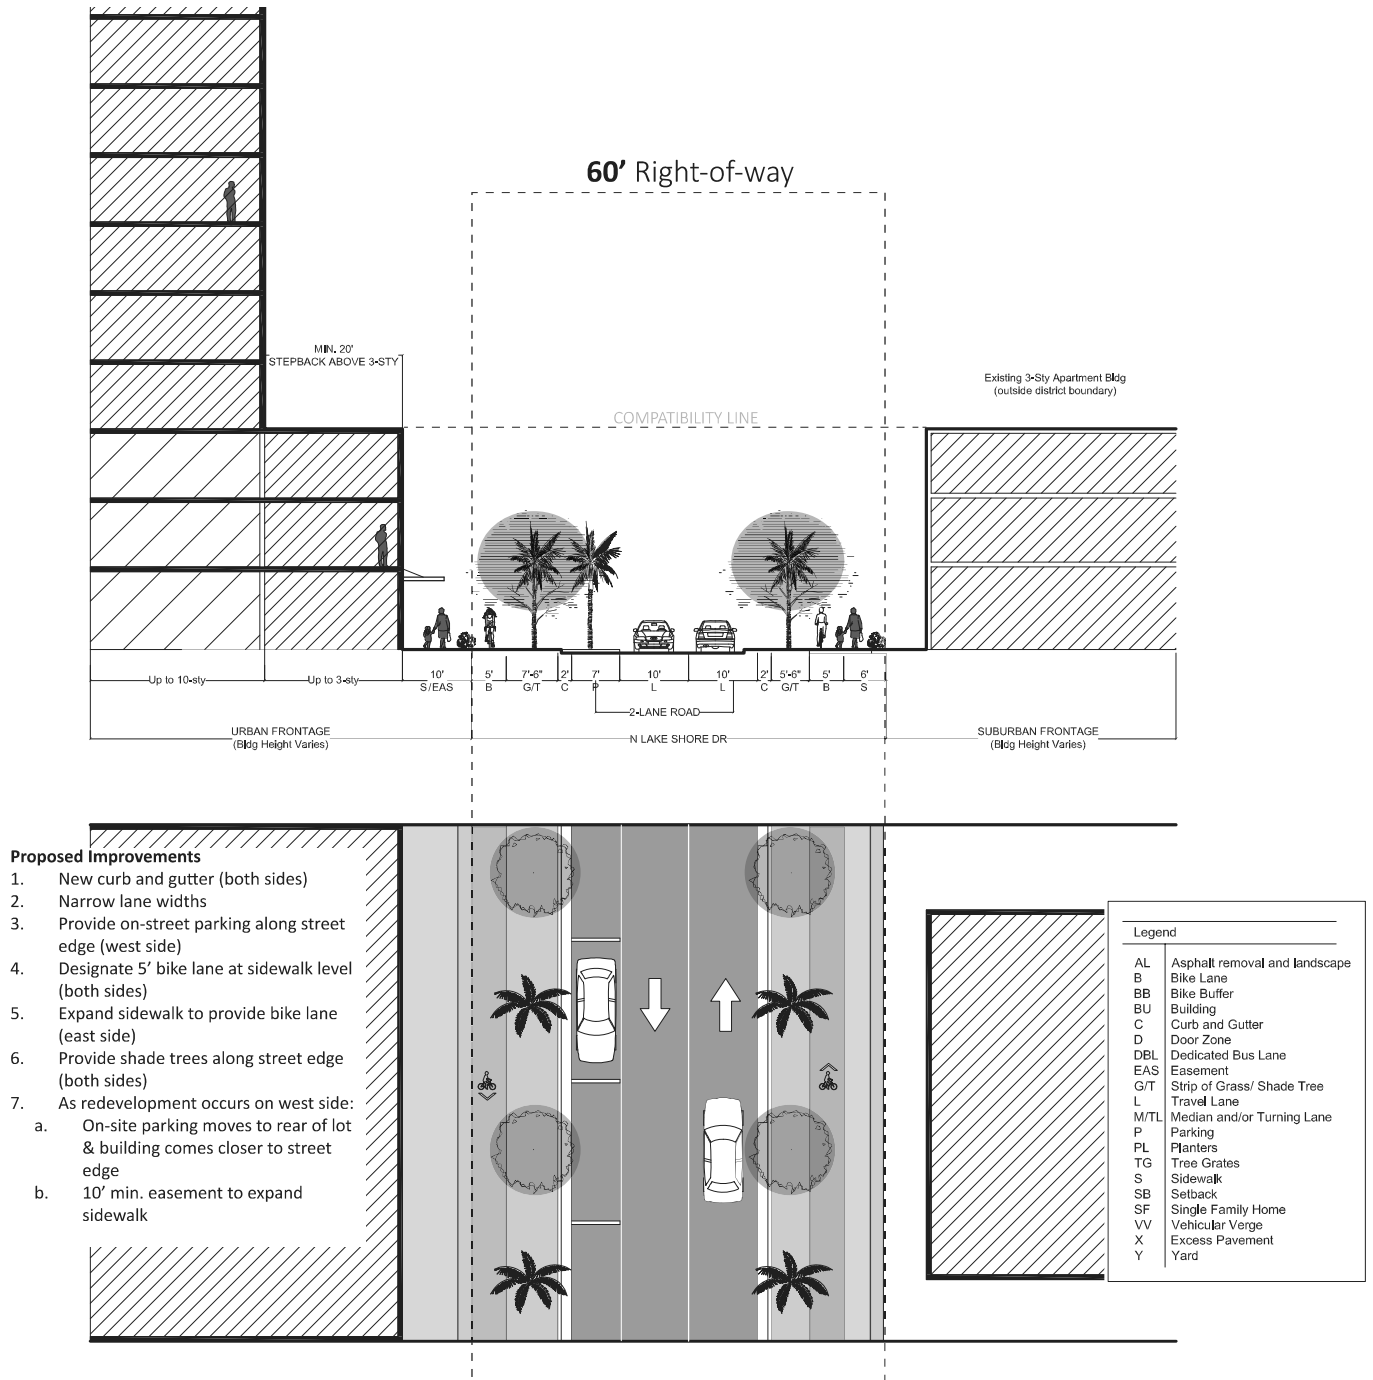 60’ Right-of-way
MIN. 20'
STEPBACK ABOVE 3-STY
Existing 3-Sty Apartment Bldg
(outside district boundary)
COMPATIBILITY LINE
Up to 10-sty
Up to 3-sty
10' 5' 7'-6" 2' 7' 10' 10' 2' 5'-6" 5' 6'
S/EAS B G/T C P L L C G/T B S
2-LANE ROAD
URBAN FRONTAGE
(Bldg Height Varies)
N LAKE SHORE DR
SUBURBAN FRONTAGE
(Bldg Height Varies)
Proposed Improvements
1. New curb and gutter (both sides)
2. Narrow lane widths
3. Provide on-street parking along street
edge (west side)
4. Designate 5’ bike lane at sidewalk level
(both sides)
5. Expand sidewalk to provide bike lane
(east side)
6. Provide shade trees along street edge
(both sides)
7. As redevelopment occurs on west side:
a. On-site parking moves to rear of lot
& building comes closer to street
edge
b. 10’ min. easement to expand
sidewalk
Legend
AL Asphalt removal and landscape
B Bike Lane
BB Bike Buffer
BU Building
C Curb and Gutter
D Door Zone
DBL Dedicated Bus Lane
EAS Easement
G/T Strip of Grass/ Shade Tree
L Travel Lane
M/TL Median and/or Turning Lane
P Parking
PL Planters
TG Tree Grates
S Sidewalk
SB Setback
SF Single Family Home
VV Vehicular Verge
X Excess Pavement
Y Yard